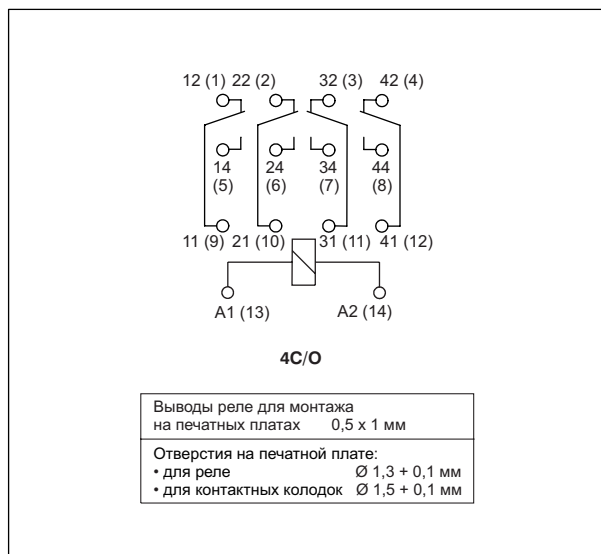 12 (1) 22 (2) 32 (3) 42 (4)
14 24 34 44
(5) (6) (7) (8)
11 (9) 21 (10) 31 (11) 41 (12)
A1 (13) A2 (14)
4C/O
Выводы реле для монтажа
на печатных платах 0,5 x 1 мм
Отверстия на печатной плате:
• для реле Ø 1,3 + 0,1 мм
• для контактных колодок Ø 1,5 + 0,1 мм